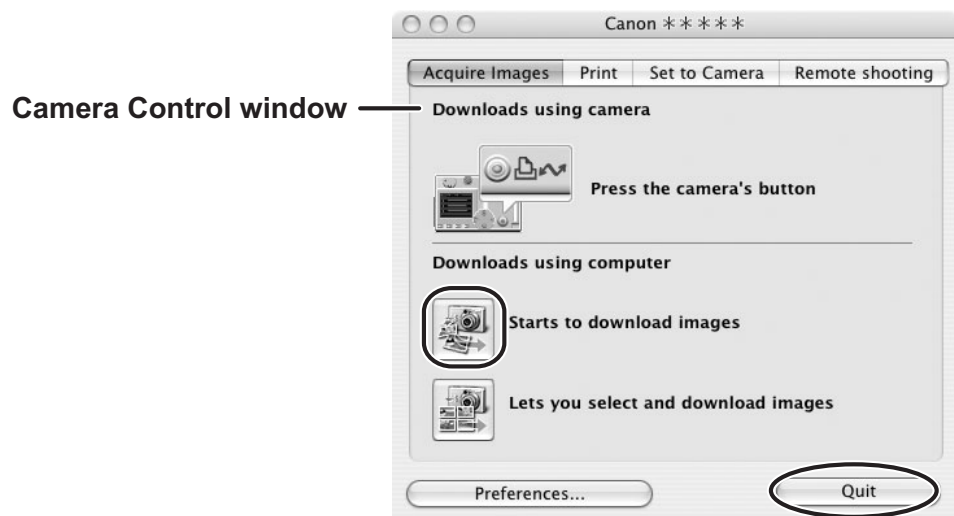 Canon *****
Acquire Images Print Set to Camera Remote shooting
Camera Control window
Downloads using camera
Press the camera's button
Downloads using computer
Starts to download images
Lets you select and download images
Preferences...
Quit